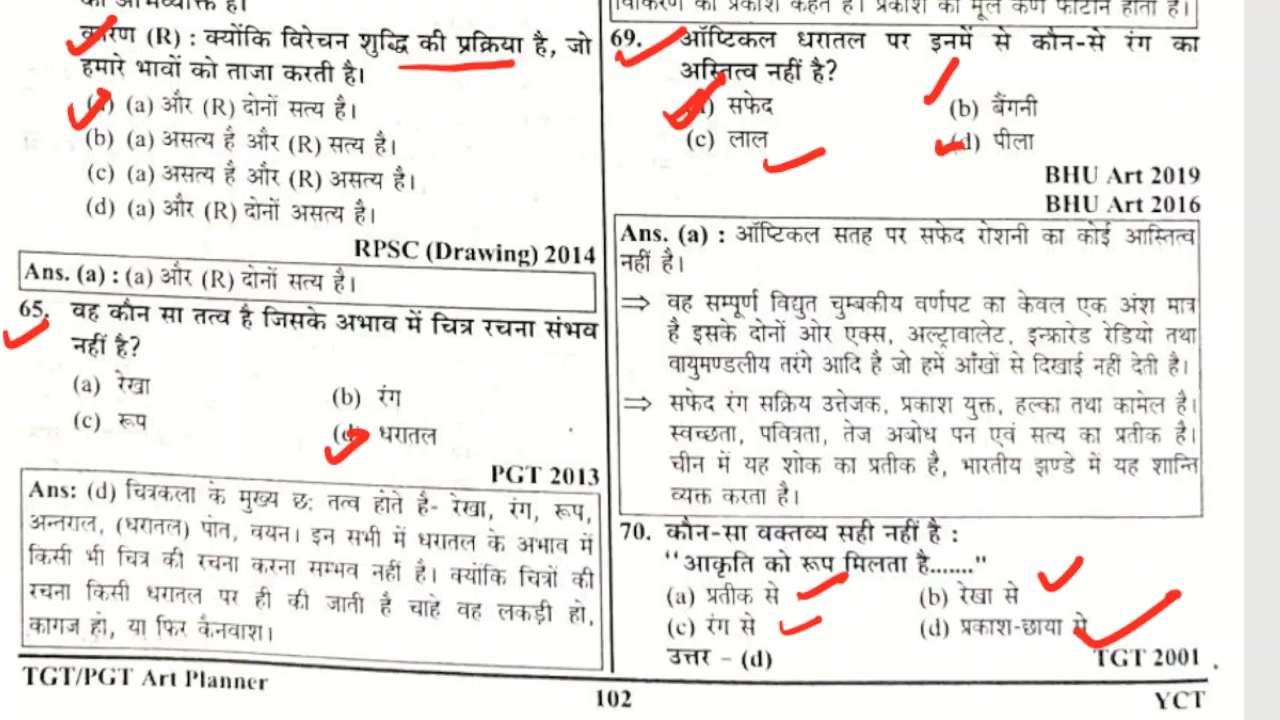 कारण (R) : क्योंकि विरेचन शुद्धि की प्रक्रिया है, जो
हमारे भावों को ताजा करती है।
(a) और (R) दोनों सत्य है।
(b) (a) असत्य है और (R) सत्य है।
(c) (a) असत्य है और (R) असत्य है।
(d) (a) और (R) दोनों असत्य है।
RPSC (Drawing) 2014
Ans. (a) : (a) और (R) दोनों सत्य है।
65. वह कौन सा तत्व है जिसके अभाव में चित्र रचना संभव
नहीं है?
(a) रेखा (b) रंग
(c) रूप (d) धरातल
PGT 2013
Ans: (d) चित्रकला के मुख्य छः तत्व होते है- रेखा, रंग, रूप,
अन्तराल, (धरातल) पोत, वयन। इन सभी में धरातल के अभाव में
किसी भी चित्र की रचना करना सम्भव नहीं है। क्योंकि चित्रों की
रचना किसी धरातल पर ही की जाती है चाहे वह लकड़ी हो,
कागज हो, या फिर कैनवाश।
TGT/PGT Art Planner
विकिरण को प्रकाश कहते हैं। प्रकाश का मूल कण फोटॉन होता है।
69. ऑप्टिकल धरातल पर इनमें से कौन-से रंग का
अस्तित्व नहीं है?
सफेद (b) बैंगनी
(c) लाल (d) पीला
BHU Art 2019
BHU Art 2016
Ans. (a) : ऑप्टिकल सतह पर सफेद रोशनी का कोई आस्तित्व
नहीं है।
⇒ वह सम्पूर्ण विद्युत चुम्बकीय वर्णपट का केवल एक अंश मात्र
है इसके दोनों ओर एक्स, अल्ट्रावालेट, इन्फ्रारेड रेडियो तथा
वायुमण्डलीय तरंगे आदि है जो हमें आँखों से दिखाई नहीं देती है।
⇒ सफेद रंग सक्रिय उत्तेजक, प्रकाश युक्त, हल्का तथा कामेल है।
स्वच्छता, पवित्रता, तेज अबोध पन एवं सत्य का प्रतीक है।
चीन में यह शोक का प्रतीक है, भारतीय झण्डे में यह शान्ति
व्यक्त करता है।
70. कौन-सा वक्तव्य सही नहीं है :
"आकृति को रूप मिलता है......."
(a) प्रतीक से (b) रेखा से
(c) रंग से (d) प्रकाश-छाया से
उत्तर – (d) TGT 2001
102
YCT